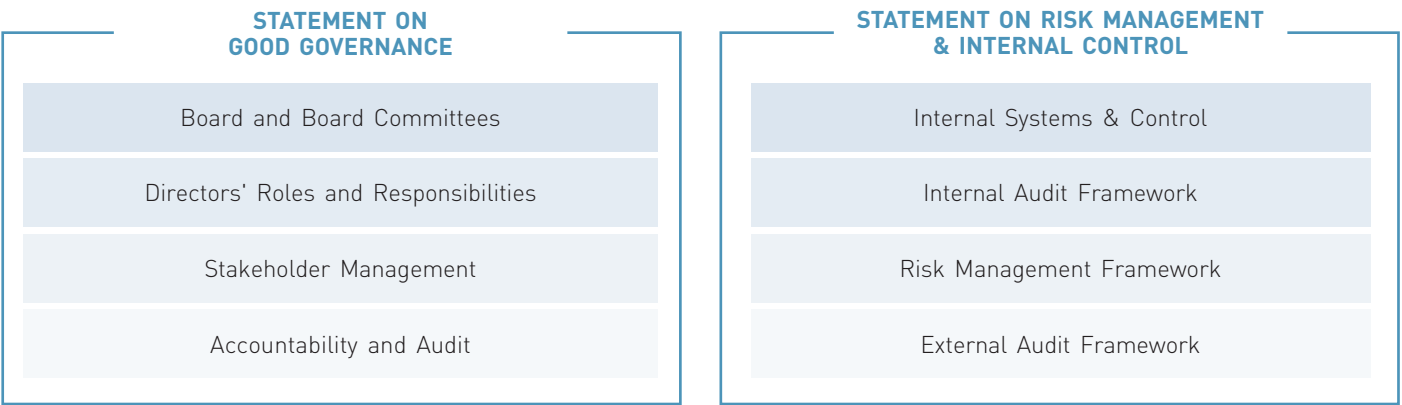 STATEMENT ON
GOOD GOVERNANCE
Board and Board Committees
Directors' Roles and Responsibilities
Stakeholder Management
Accountability and Audit
STATEMENT ON RISK MANAGEMENT
& INTERNAL CONTROL
Internal Systems & Control
Internal Audit Framework
Risk Management Framework
External Audit Framework